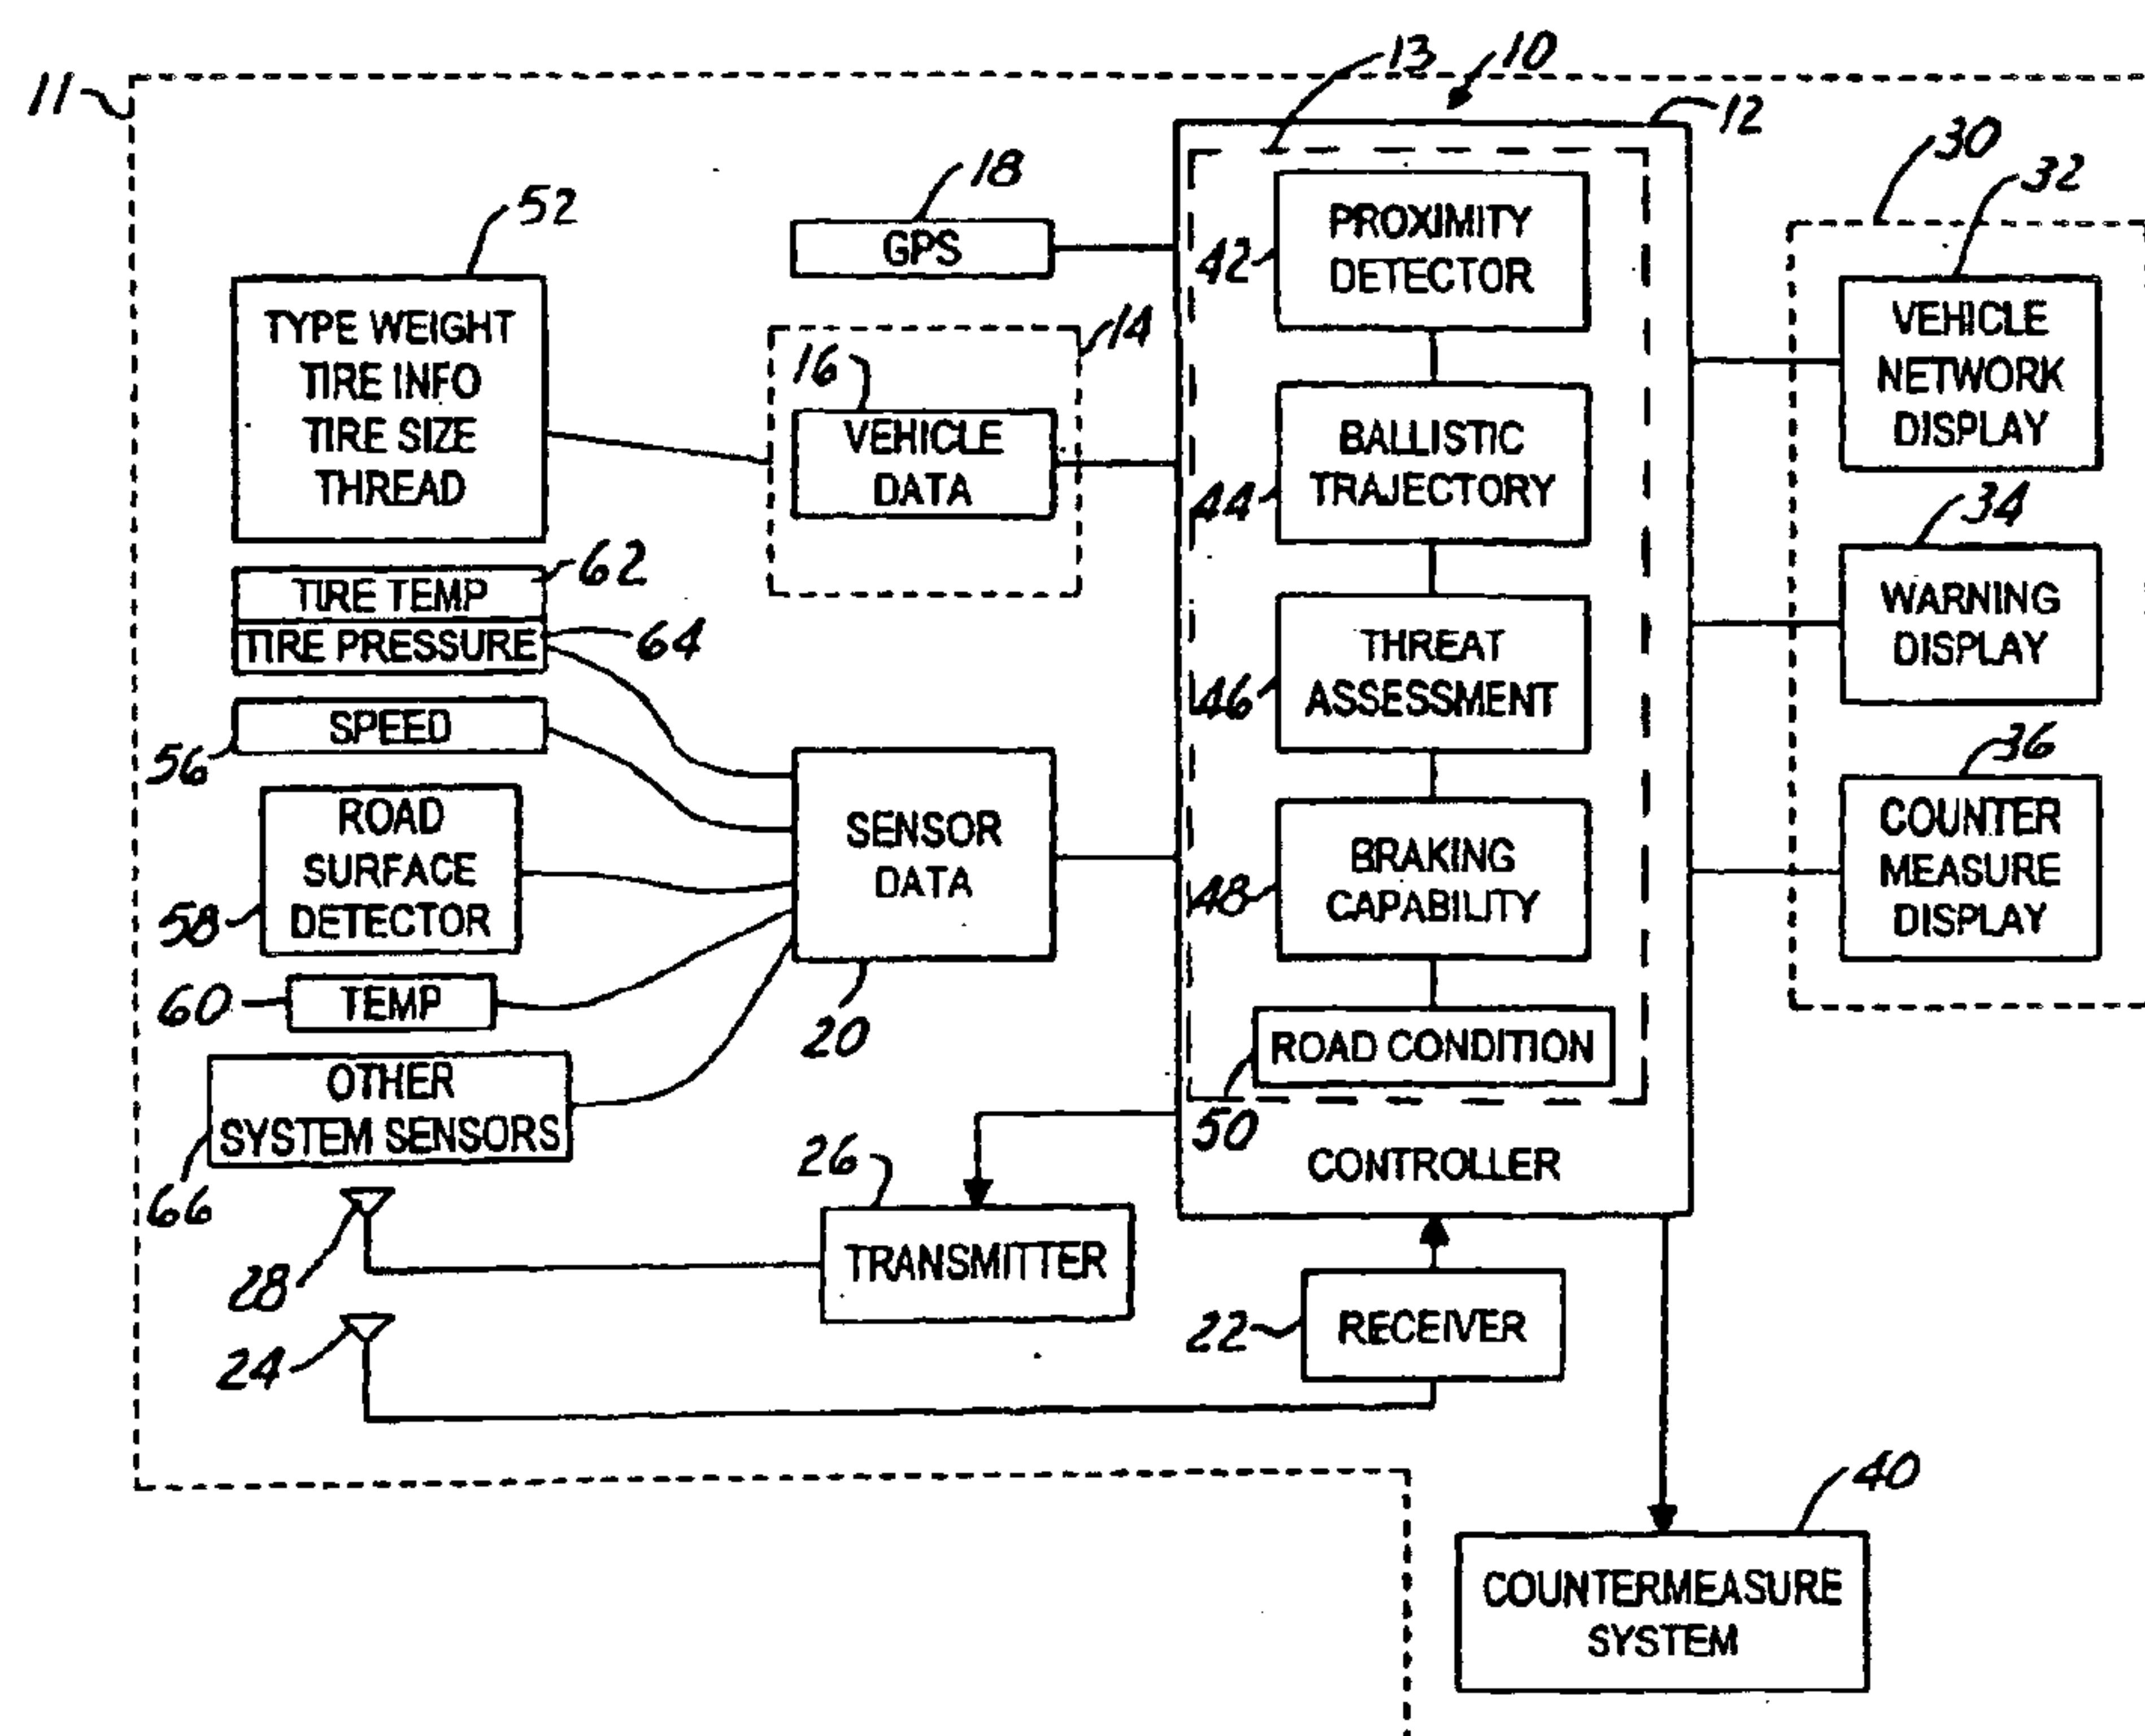 11
13
10
12
18
GPS
52
TYPE WEIGHT
TIRE INFO
TIRE SIZE
THREAD
14
16
VEHICLE
DATA
62
TIRE TEMP
TIRE PRESSURE
64
SPEED
56
ROAD
SURFACE
DETECTOR
58
60
TEMP
OTHER
SYSTEM SENSORS
66
SENSOR
DATA
20
42
PROXIMITY
DETECTOR
44
BALLISTIC
TRAJECTORY
46
THREAT
ASSESSMENT
48
BRAKING
CAPABILITY
ROAD CONDITION
50
CONTROLLER
30
32
VEHICLE
NETWORK
DISPLAY
34
WARNING
DISPLAY
36
COUNTER
MEASURE
DISPLAY
26
TRANSMITTER
28
24
22
RECEIVER
40
COUNTERMEASURE
SYSTEM